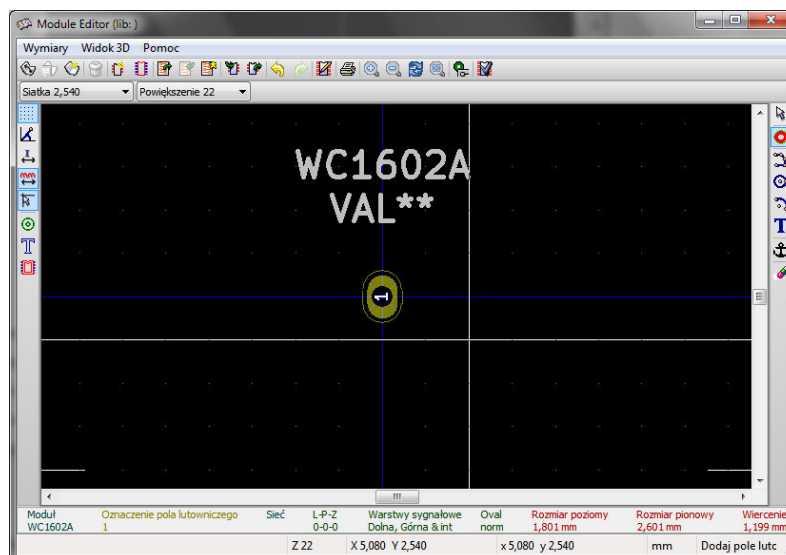 Module Editor (lib: )
Wymiary Widok 3D Pomoc
Siatka 2,540 Powiększenie 22
WC1602A
VAL**
1
Moduł Oznaczenie pola lutowniczego Sieć L-P-Z Warstwy sygnałowe Oval Rozmiar poziomy Rozmiar pionowy Wiercenie
WC1602A 1 0-0-0 Dolna, Górna & int norm 1,801 mm 2,601 mm 1,199 mm
Z 22 X 5,080 Y 2,540 x 5,080 y 2,540 mm Dodaj pole lutc